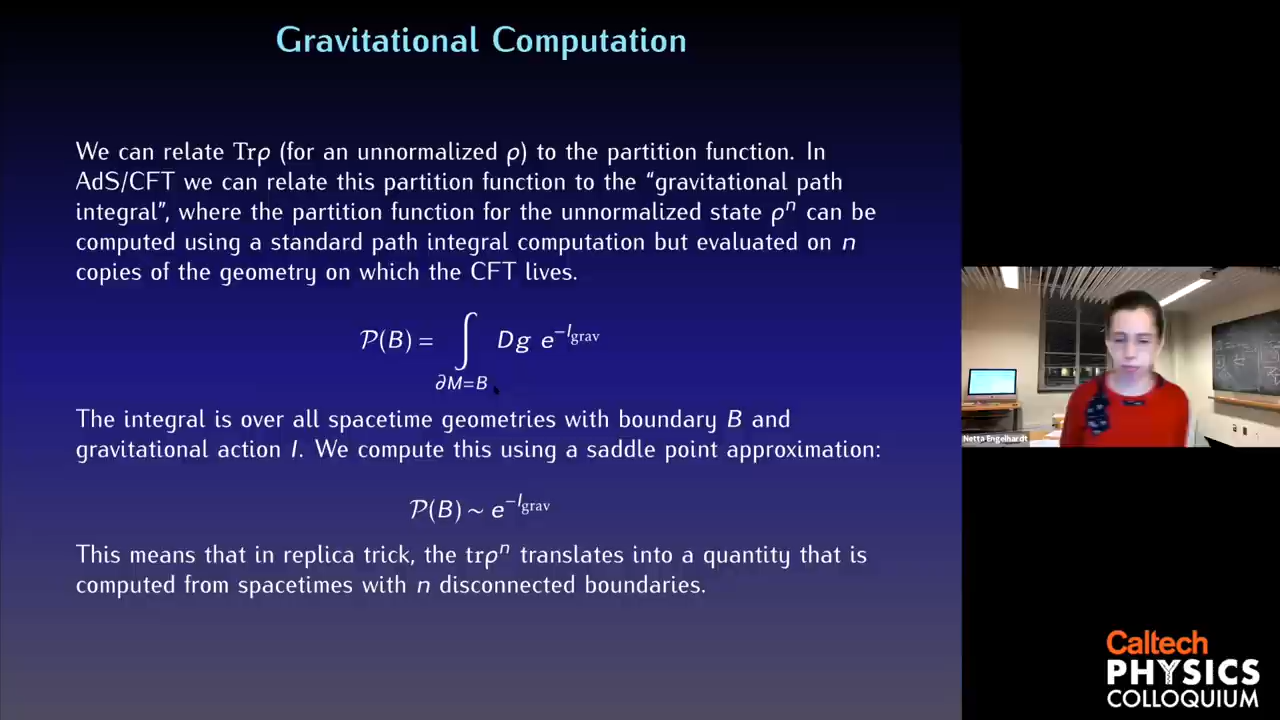 Gravitational Computation
We can relate Trρ (for an unnormalized ρ) to the partition function. In
AdS/CFT we can relate this partition function to the “gravitational path
integral”, where the partition function for the unnormalized state ρⁿ can be
computed using a standard path integral computation but evaluated on n
copies of the geometry on which the CFT lives.
𝒫(B) = ∫_{∂M=B} Dg e^{−I_grav}
The integral is over all spacetime geometries with boundary B and
gravitational action I. We compute this using a saddle point approximation:
𝒫(B) ∼ e^{−I_grav}
This means that in replica trick, the trρⁿ translates into a quantity that is
computed from spacetimes with n disconnected boundaries.
Netta Engelhardt
Caltech
PHYSICS
COLLOQUIUM